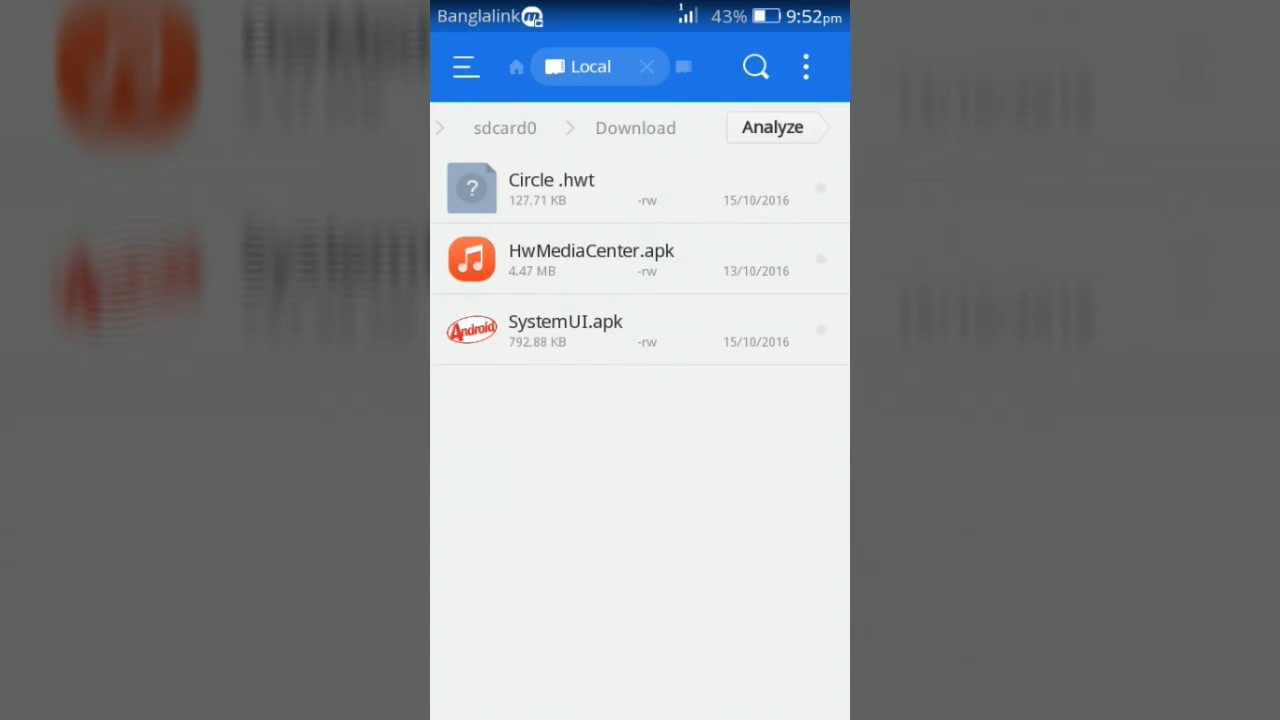 Banglalink 1 43% 9:52pm
Local
sdcard0 Download Analyze
? Circle .hwt
127.71 KB -rw 15/10/2016
HwMediaCenter.apk
4.47 MB -rw 13/10/2016
Android SystemUI.apk
792.88 KB -rw 15/10/2016